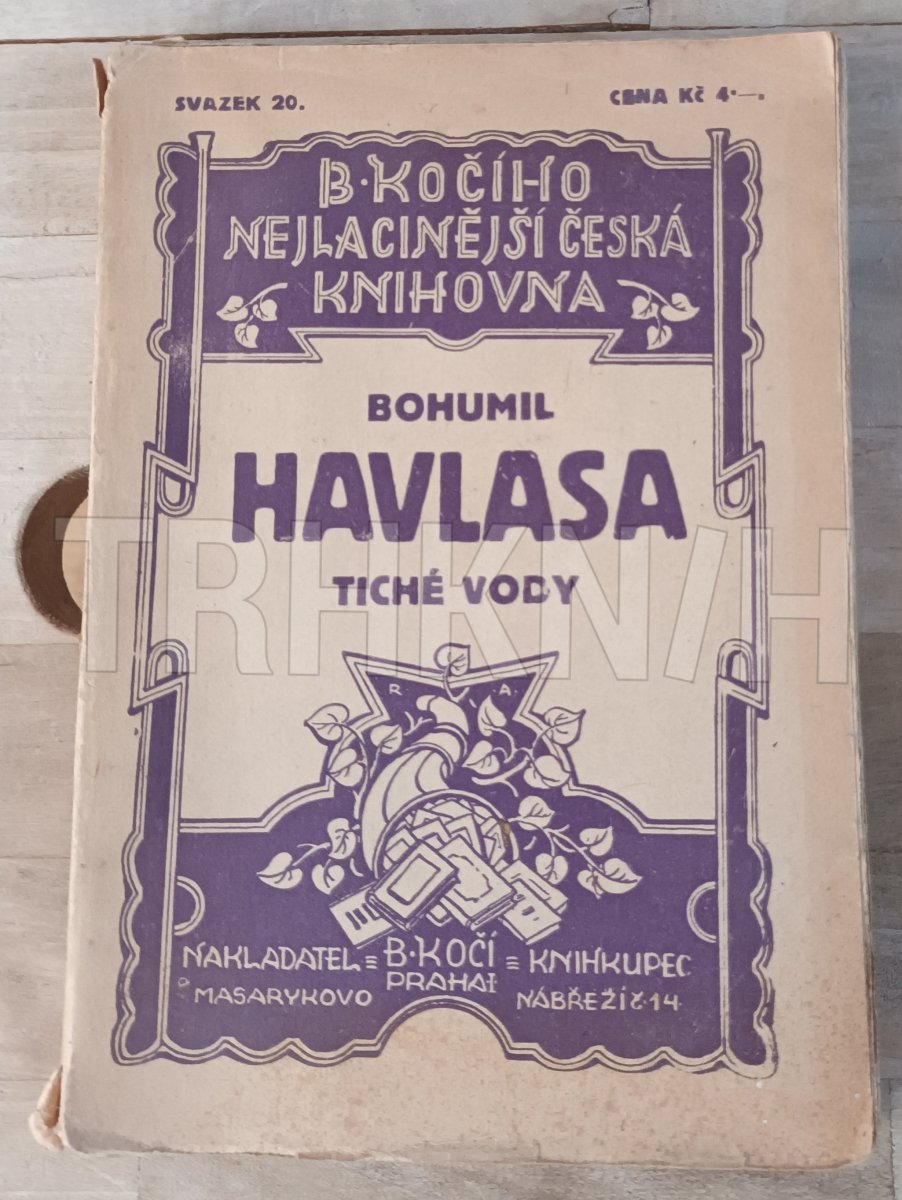 SVAZEK 20.
CENA Kč 4·—.
B·KOČÍHO
NEJLACINĚJŠÍ ČESKÁ
KNIHOVNA
BOHUMIL
HAVLASA
TICHÉ VODY
TRHKNIH
R. A.
NAKLADATEL = B·KOČÍ = KNIHKUPEC
PRAHA I
MASARYKOVO NÁBŘEŽÍ Č·14·